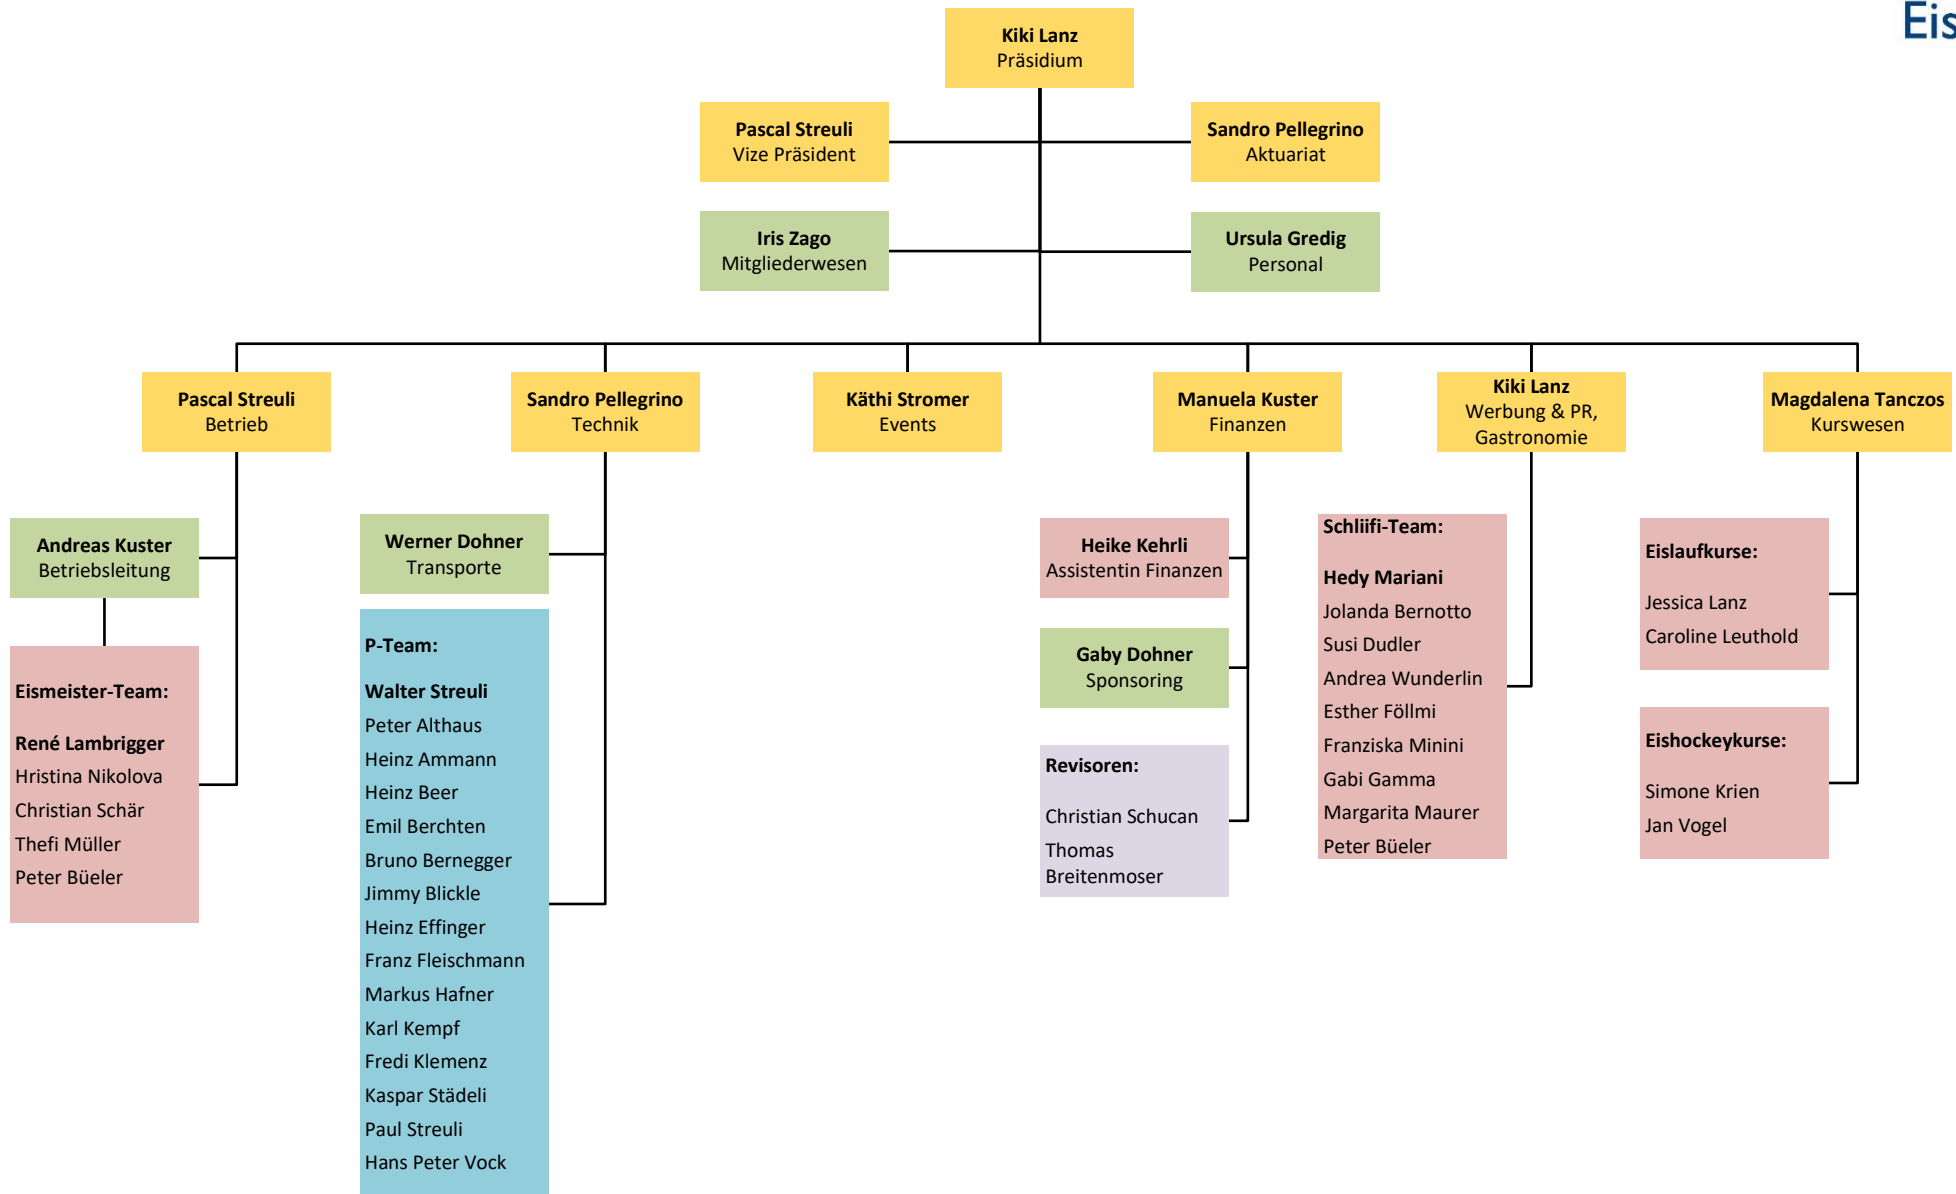 Eis
Kiki Lanz
Präsidium
Pascal Streuli
Vize Präsident
Sandro Pellegrino
Aktuariat
Iris Zago
Mitgliederwesen
Ursula Gredig
Personal
Pascal Streuli
Betrieb
Sandro Pellegrino
Technik
Käthi Stromer
Events
Manuela Kuster
Finanzen
Kiki Lanz
Werbung & PR,
Gastronomie
Magdalena Tanczos
Kurswesen
Andreas Kuster
Betriebsleitung
Eismeister-Team:
René Lambrigger
Hristina Nikolova
Christian Schär
Thefi Müller
Peter Büeler
Werner Dohner
Transporte
P-Team:
Walter Streuli
Peter Althaus
Heinz Ammann
Heinz Beer
Emil Berchten
Bruno Bernegger
Jimmy Blickle
Heinz Effinger
Franz Fleischmann
Markus Hafner
Karl Kempf
Fredi Klemenz
Kaspar Städeli
Paul Streuli
Hans Peter Vock
Heike Kehrli
Assistentin Finanzen
Gaby Dohner
Sponsoring
Revisoren:
Christian Schucan
Thomas
Breitenmoser
Schliifi-Team:
Hedy Mariani
Jolanda Bernotto
Susi Dudler
Andrea Wunderlin
Esther Föllmi
Franziska Minini
Gabi Gamma
Margarita Maurer
Peter Büeler
Eislaufkurse:
Jessica Lanz
Caroline Leuthold
Eishockeykurse:
Simone Krien
Jan Vogel